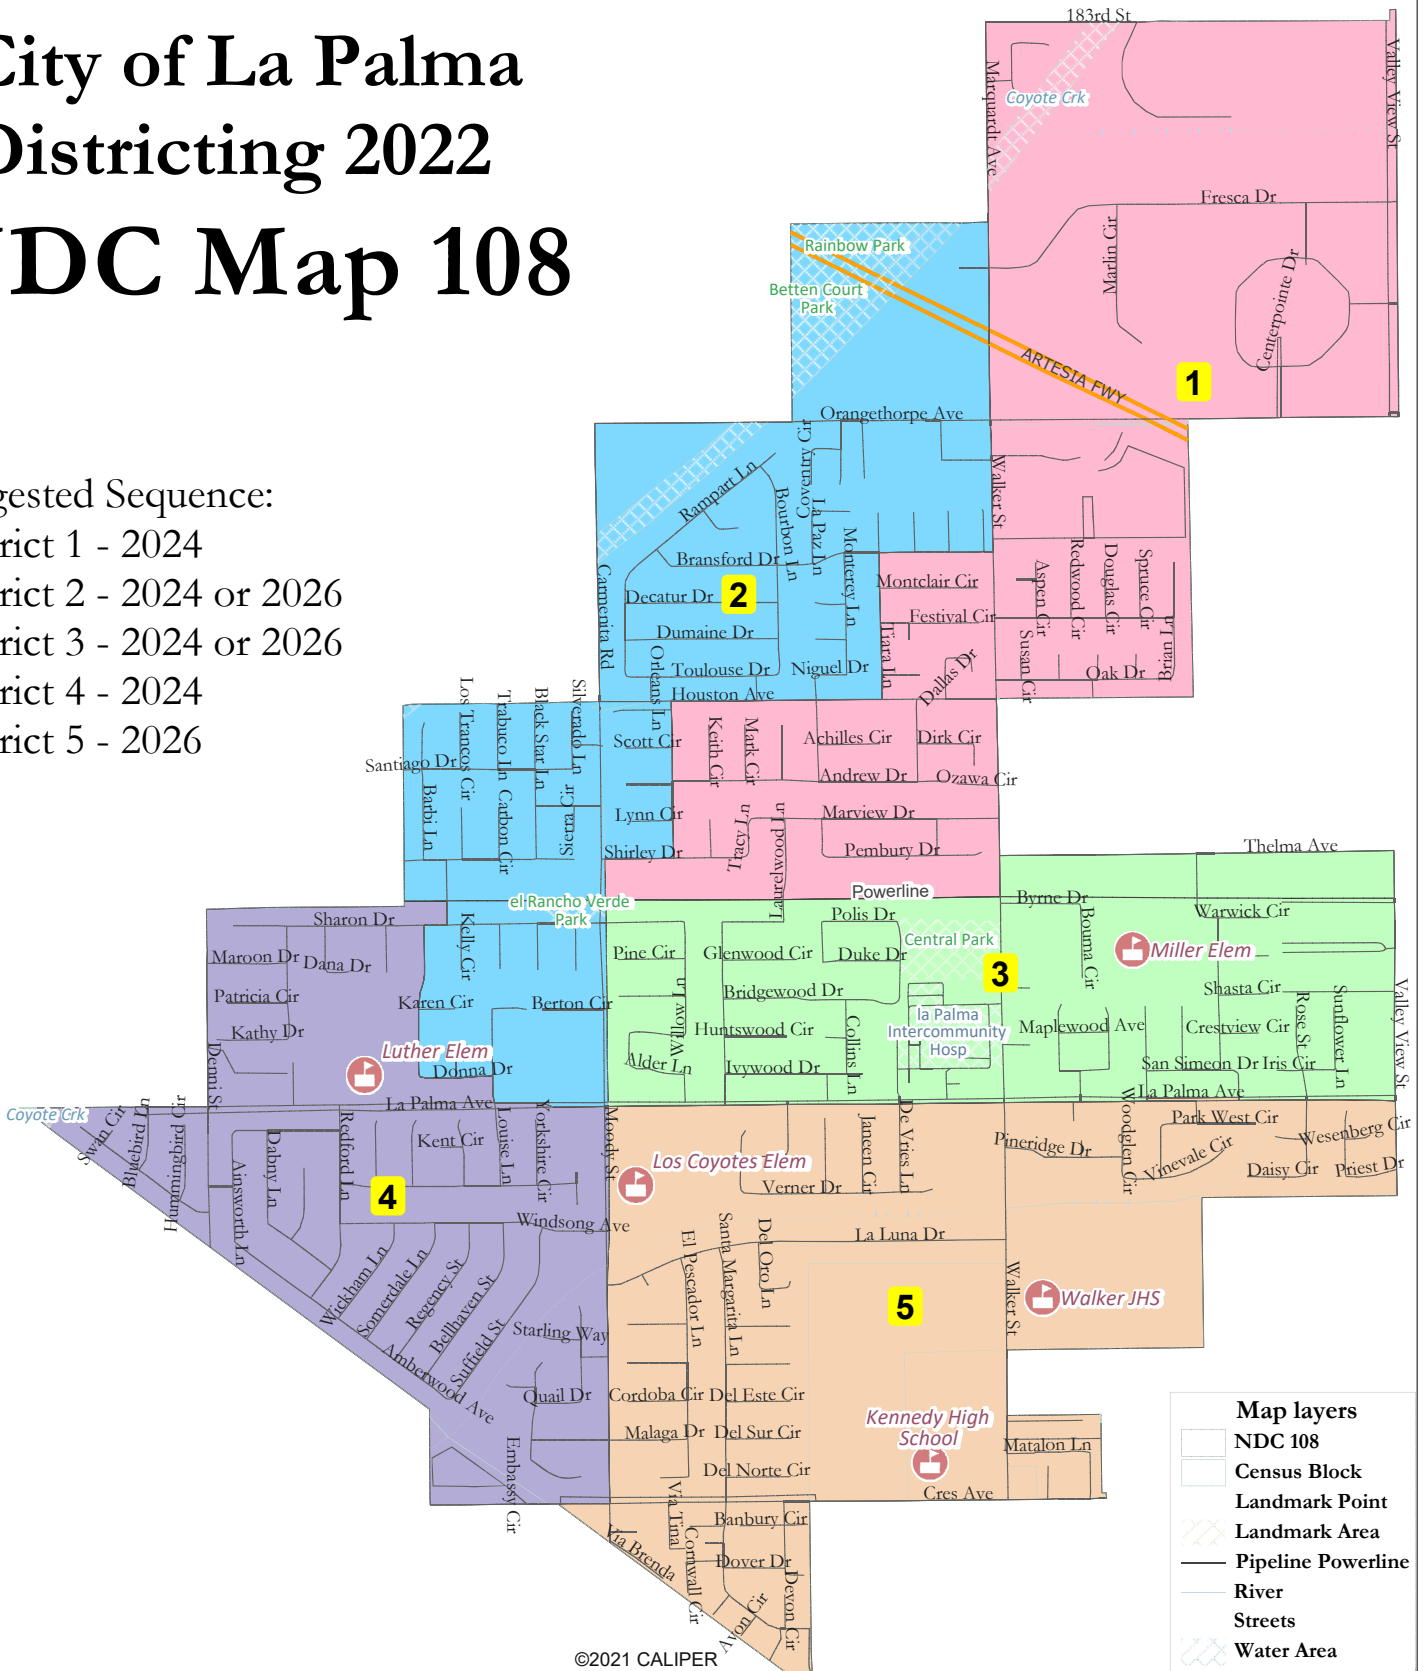 City of La Palma
Districting 2022
NDC Map 108
gested Sequence:
rict 1 - 2024
rict 2 - 2024 or 2026
rict 3 - 2024 or 2026
rict 4 - 2024
rict 5 - 2026
183rd St
Marquardt Ave
Coyote Crk
Valley View St
Fresca Dr
Marlin Cir
Centerpointe Dr
Rainbow Park
Betten Court
Park
ARTESIA FWY
1
Orangethorpe Ave
Coventry Cir
Rampart Ln
Bourbon Ln
La Paz Ln
Walker St
Monterey Ln
Bransford Dr
Carmenita Rd
Decatur Dr
2
Dumaine Dr
Orleans Ln
Toulouse Dr
Niguel Dr
Houston Ave
Montclair Cir
Festival Cir
Tiara Ln
Dallas Dr
Aspen Cir
Redwood Cir
Douglas Cir
Spruce Cir
Susan Cir
Oak Dr
Brian Ln
Los Trancos Cir
Trabuco Ln
Black Star Ln
Silverado Ln
Santiago Dr
Barbi Ln
Carbon Cir
Sierra Cir
Scott Cir
Keith Cir
Mark Cir
Achilles Cir
Dirk Cir
Andrew Dr
Ozawa Cir
Lynn Cir
Marview Dr
Shirley Dr
Tracy Ln
Laurelwood Ln
Pembury Dr
Thelma Ave
Powerline
el Rancho Verde
Park
Byrne Dr
Sharon Dr
Kelly Cir
Polis Dr
Bouma Cir
Warwick Cir
Maroon Dr
Dana Dr
Pine Cir
Glenwood Cir
Duke Dr
Central Park
Miller Elem
3
Patricia Cir
Karen Cir
Berton Cir
Willow Ln
Bridgewood Dr
Shasta Cir
Rose St
Sunflower Ln
Valley View St
Kathy Dr
Huntswood Cir
Collins Ln
la Palma
Intercommunity
Hosp
Maplewood Ave
Crestview Cir
Luther Elem
Denni St
Donna Dr
Alder Ln
Ivywood Dr
San Simeon Dr
Iris Cir
La Palma Ave
La Palma Ave
Coyote Crk
Swan Cir
Bluebird Ln
Hummingbird Cir
Ainsworth Ln
Dabny Ln
Redford Ln
Kent Cir
Louise Ln
Yorkshire Cir
Moody St
Los Coyotes Elem
Janeen Cir
De Vries Ln
Verner Dr
Pineridge Dr
Woodglen Cir
Park West Cir
Vinevale Cir
Wesenberg Cir
Daisy Cir
Priest Dr
4
Windsong Ave
El Pescador Ln
Santa Margarita Ln
Del Oro Ln
La Luna Dr
Walker St
Walker JHS
5
Wickham Ln
Somerdale Ln
Regency St
Bellhaven St
Suffield St
Starling Way
Amberwood Ave
Quail Dr
Cordoba Cir
Del Este Cir
Malaga Dr
Del Sur Cir
Kennedy High
School
Matalon Ln
Embassy Cir
Del Norte Cir
Cres Ave
Via Tina
Banbury Cir
Via Brenda
Cornwall Cir
Dover Dr
Devon Cir
Avon Cir
©2021 CALIPER
Map layers
NDC 108
Census Block
Landmark Point
Landmark Area
Pipeline Powerline
River
Streets
Water Area